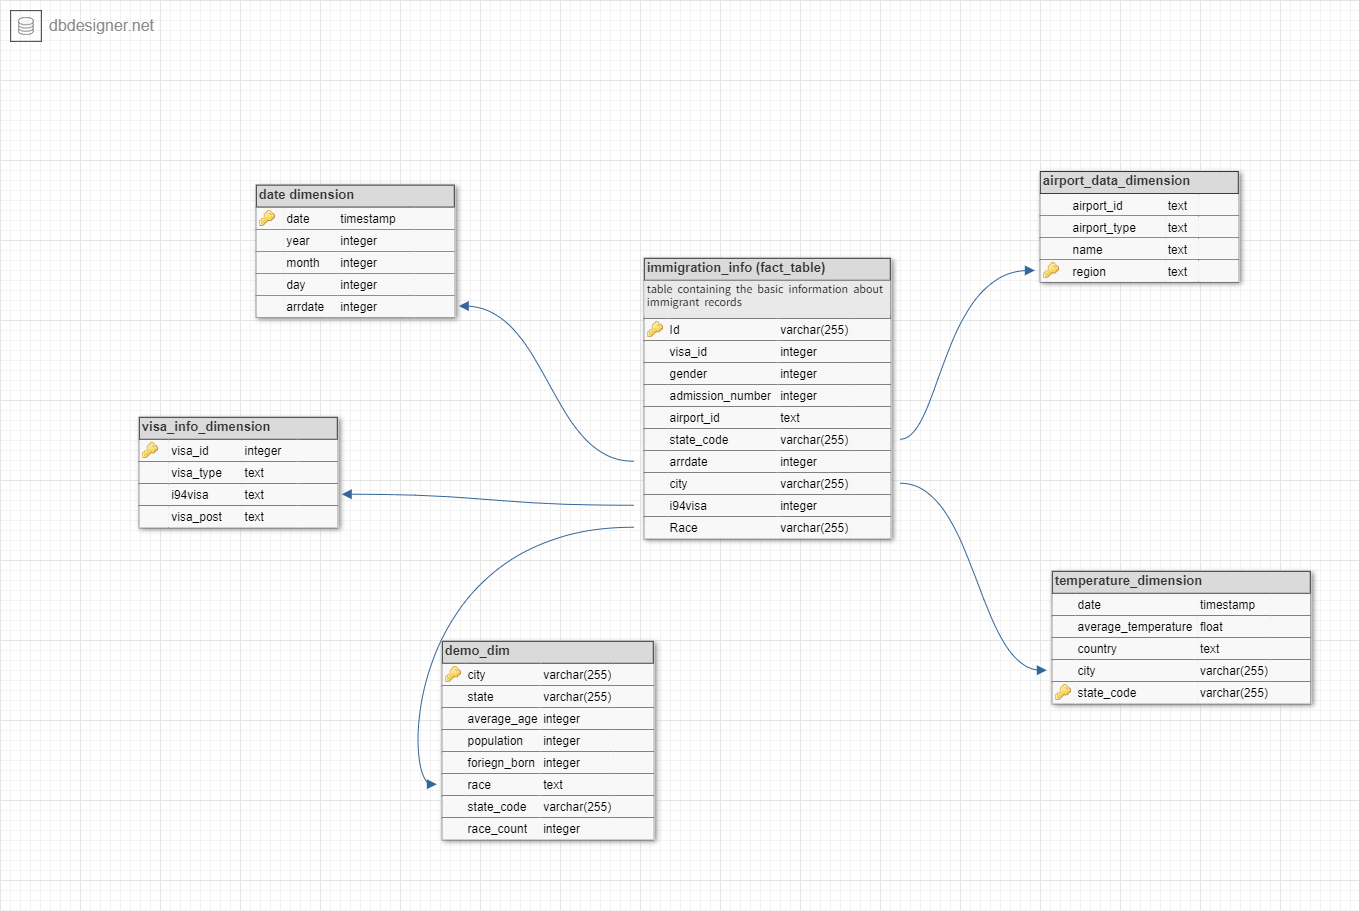 dbdesigner.net
date dimension
date timestamp
year integer
month integer
day integer
arrdate integer
airport_data_dimension
airport_id text
airport_type text
name text
region text
immigration_info (fact_table)
table containing the basic information about
immigrant records
Id varchar(255)
visa_id integer
gender integer
admission_number integer
airport_id text
state_code varchar(255)
arrdate integer
city varchar(255)
i94visa integer
Race varchar(255)
visa_info_dimension
visa_id integer
visa_type text
i94visa text
visa_post text
temperature_dimension
date timestamp
average_temperature float
country text
city varchar(255)
state_code varchar(255)
demo_dim
city varchar(255)
state varchar(255)
average_age integer
population integer
foriegn_born integer
race text
state_code varchar(255)
race_count integer